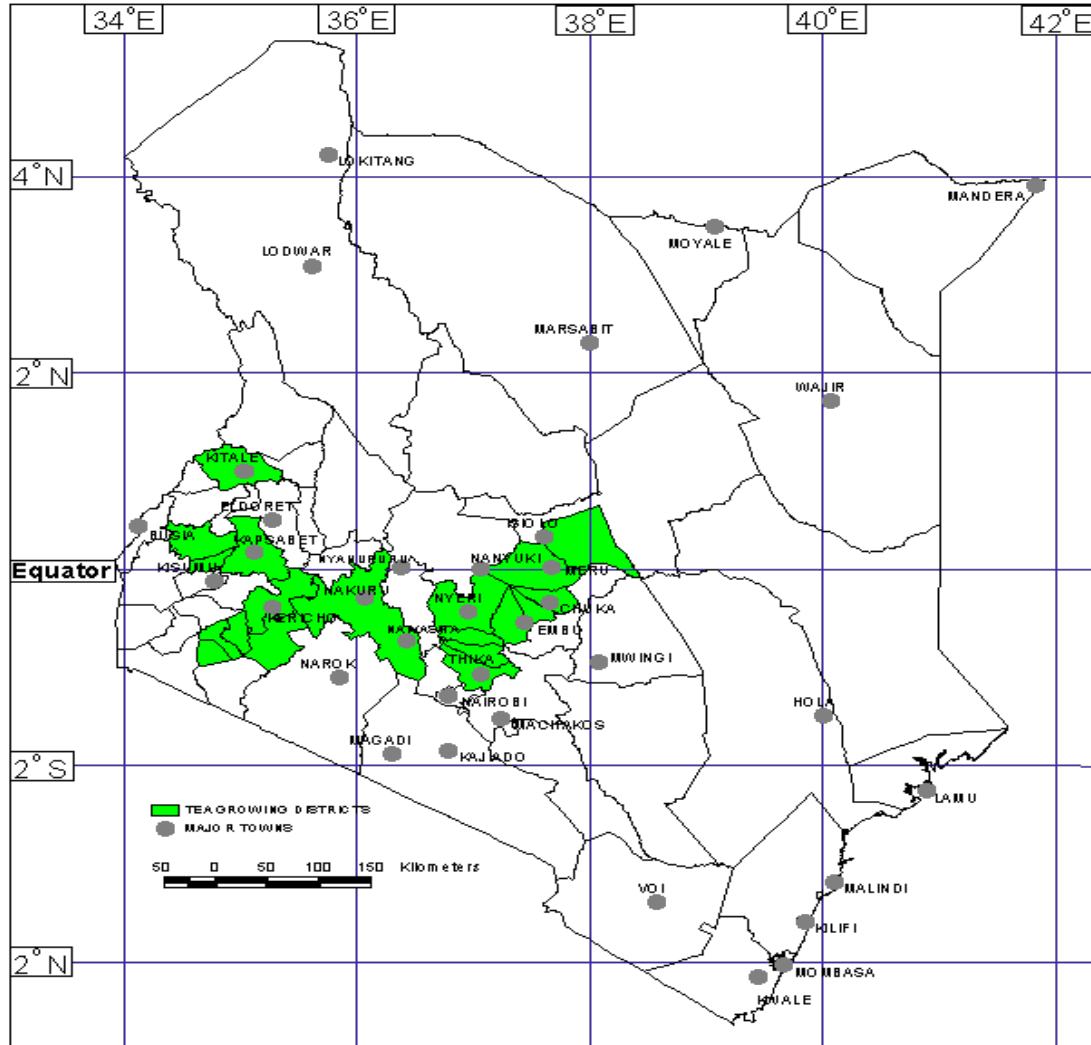 34°E 36°E 38°E 40°E 42°E
LOKITANG
4°N
MANDERA
MOYALE
LODWAR
MARSABIT
2°N
WAJIR
KITALE
ELDORET
BUSIA
ISIOLO
KAPSABET
NYAHURURU
NANYUKI
KISUMU
MERU
Equator
NAKURU
NYERI
CHUKA
KERICHO
EMBU
NAIVASHA
THIKA
MWINGI
NAROK
NAIROBI
HOLA
MACHAKOS
MAGADI
KAJIADO
2°S
LAMU
TEA GROWING DISTRICTS
MAJOR TOWNS
50 0 50 100 150 Kilometers
VOI
MALINDI
KILIFI
2°N
MOMBASA
KWALE